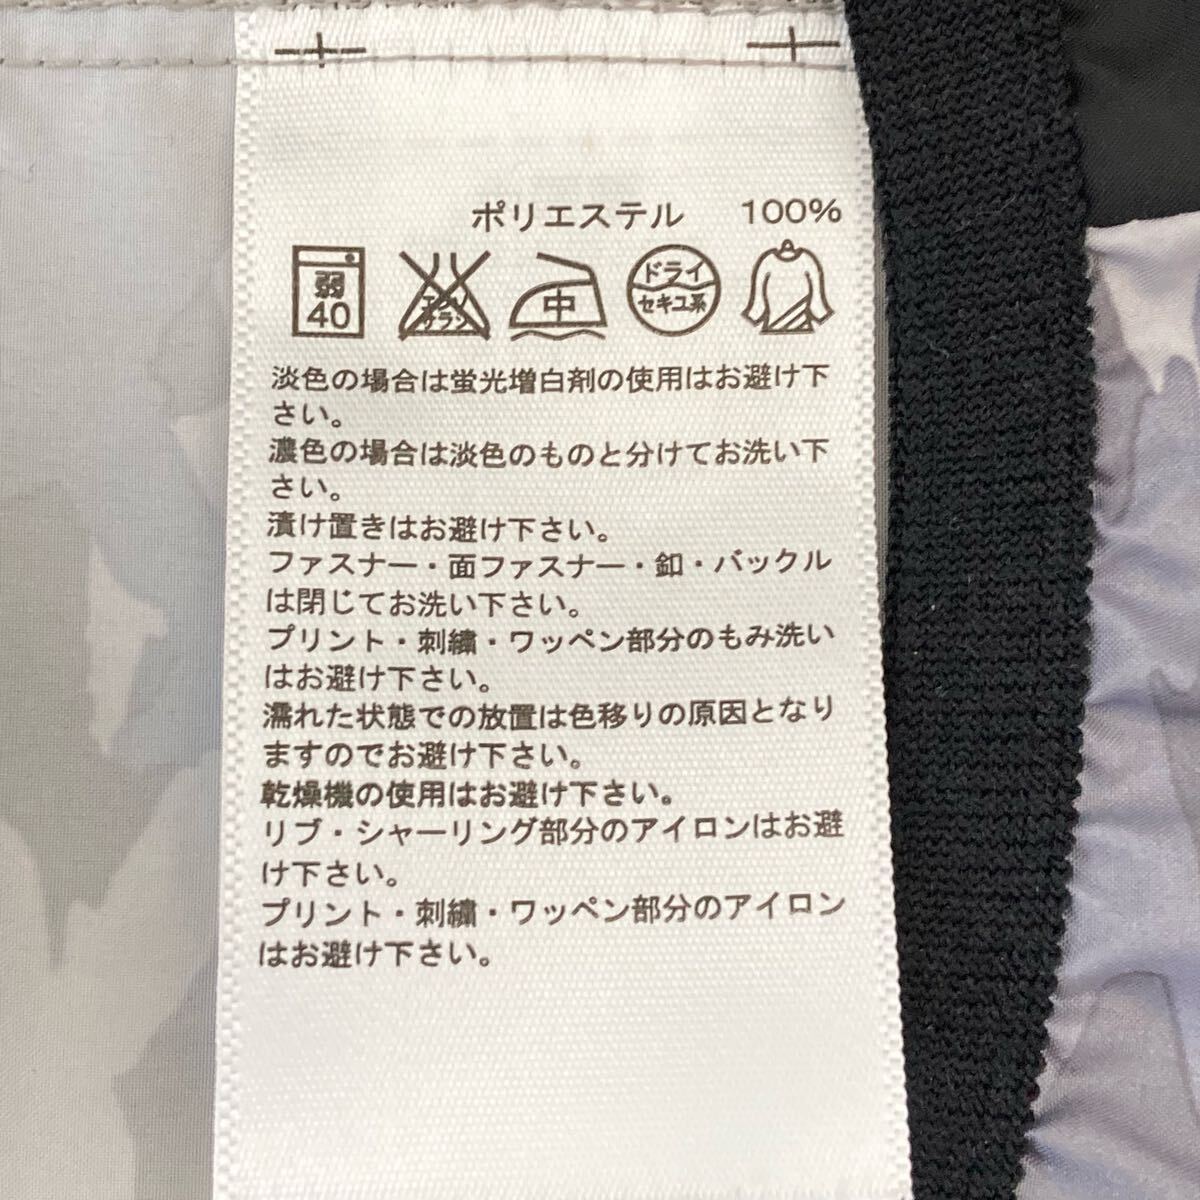 ポリエステル 100%
弱 40 エンソ サラシ 中 ドライ セキユ系
淡色の場合は蛍光増白剤の使用はお避け下
さい。
濃色の場合は淡色のものと分けてお洗い下
さい。
漬け置きはお避け下さい。
ファスナー・面ファスナー・釦・バックル
は閉じてお洗い下さい。
プリント・刺繍・ワッペン部分のもみ洗い
はお避け下さい。
濡れた状態での放置は色移りの原因となり
ますのでお避け下さい。
乾燥機の使用はお避け下さい。
リブ・シャーリング部分のアイロンはお避
け下さい。
プリント・刺繍・ワッペン部分のアイロン
はお避け下さい。